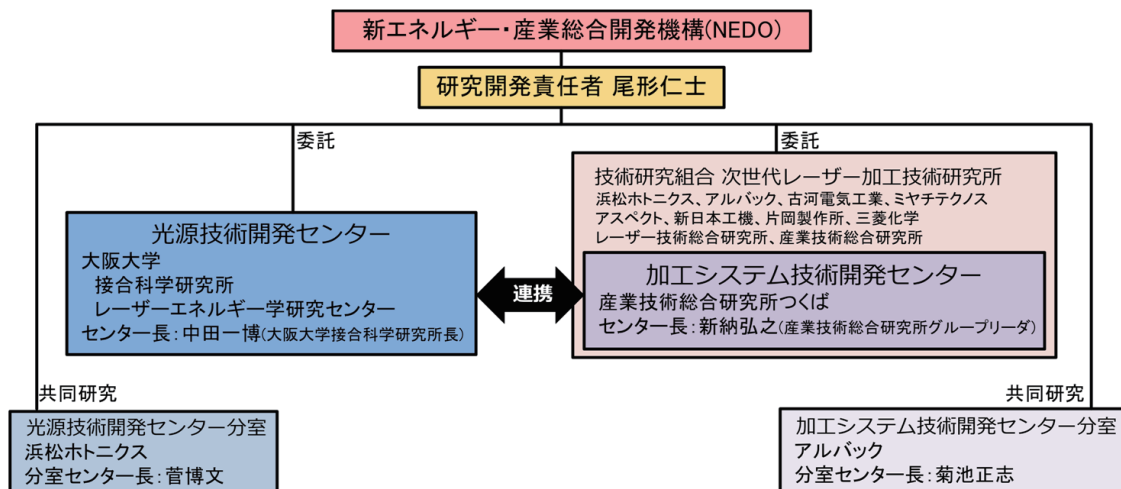 新エネルギー・産業総合開発機構(NEDO)
研究開発責任者 尾形仁士
委託
委託
技術研究組合 次世代レーザー加工技術研究所
浜松ホトニクス、アルバック、古河電気工業、ミヤチテクノス
アスペクト、新日本工機、片岡製作所、三菱化学
レーザー技術総合研究所、産業技術総合研究所
光源技術開発センター
大阪大学
接合科学研究所
レーザーエネルギー学研究センター
センター長：中田一博(大阪大学接合科学研究所長)
連携
加工システム技術開発センター
産業技術総合研究所つくば
センター長：新納弘之(産業技術総合研究所グループリーダ)
共同研究
光源技術開発センター分室
浜松ホトニクス
分室センター長：菅博文
共同研究
加工システム技術開発センター分室
アルバック
分室センター長：菊池正志